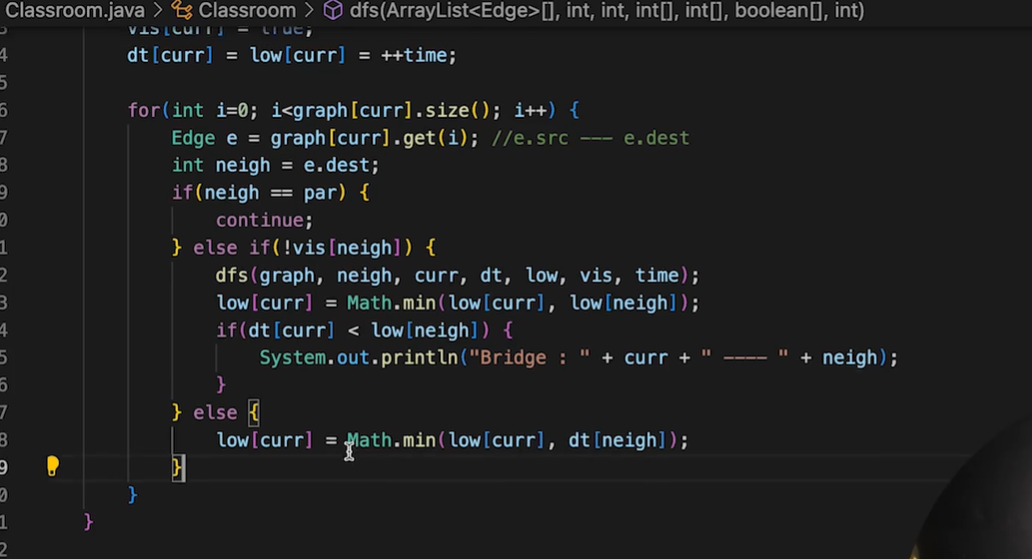 Classroom.java > Classroom > dfs(ArrayList<Edge>[], int, int, int[], int[], boolean[], int)
3 vis[curr] = true;
4 dt[curr] = low[curr] = ++time;
5
6 for(int i=0; i<graph[curr].size(); i++) {
7 Edge e = graph[curr].get(i); //e.src --- e.dest
8 int neigh = e.dest;
9 if(neigh == par) {
0 continue;
1 } else if(!vis[neigh]) {
2 dfs(graph, neigh, curr, dt, low, vis, time);
3 low[curr] = Math.min(low[curr], low[neigh]);
4 if(dt[curr] < low[neigh]) {
5 System.out.println("Bridge : " + curr + " ---- " + neigh);
6 }
7 } else {
8 low[curr] = Math.min(low[curr], dt[neigh]);
9 }
0 }
1 }
2